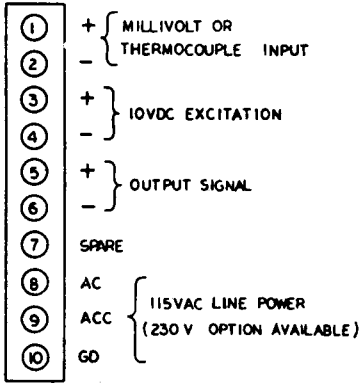 1 + MILLIVOLT OR
2 - THERMOCOUPLE INPUT
3 +
10VDC EXCITATION
4 -
5 +
OUTPUT SIGNAL
6 -
7 SPARE
8 AC
115VAC LINE POWER
9 ACC
(230 V OPTION AVAILABLE)
10 GD